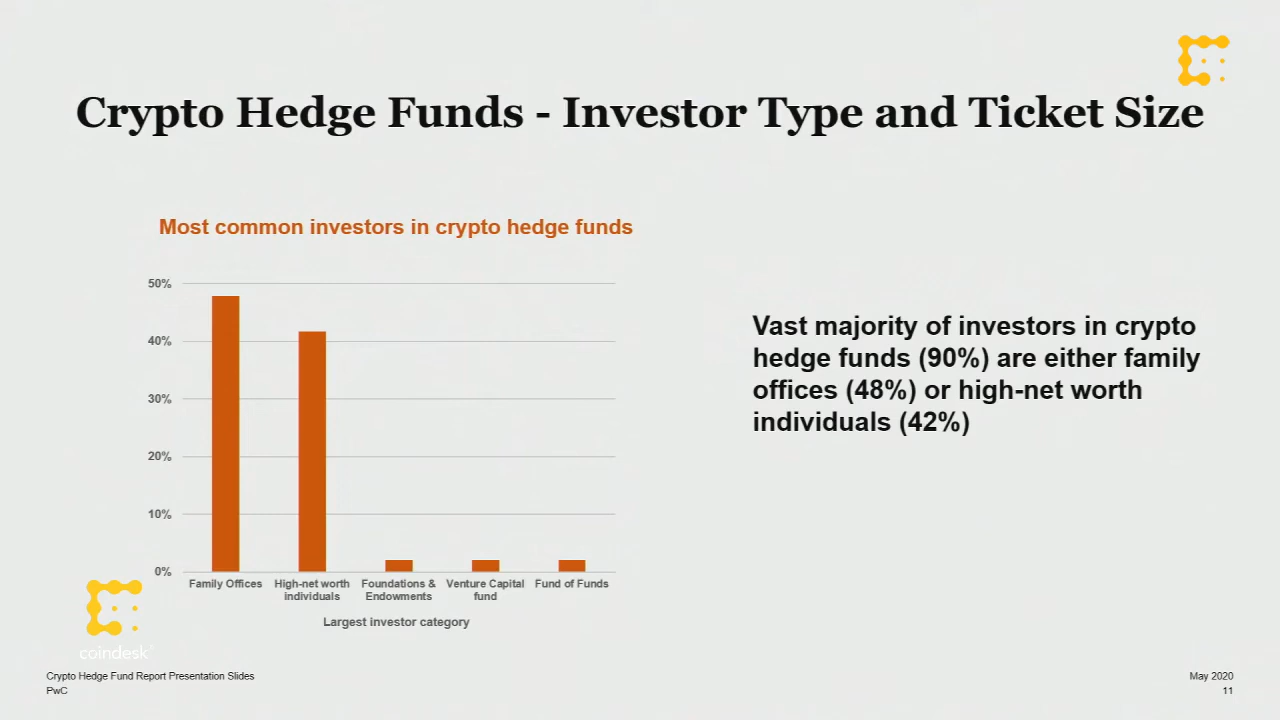 Crypto Hedge Funds - Investor Type and Ticket Size
Most common investors in crypto hedge funds
50%
40%
30%
20%
10%
0%
Family Offices
High-net worth
individuals
Foundations &
Endowments
Venture Capital
fund
Fund of Funds
Largest investor category
Vast majority of investors in crypto
hedge funds (90%) are either family
offices (48%) or high-net worth
individuals (42%)
coindesk
Crypto Hedge Fund Report Presentation Slides
PwC
May 2020
11